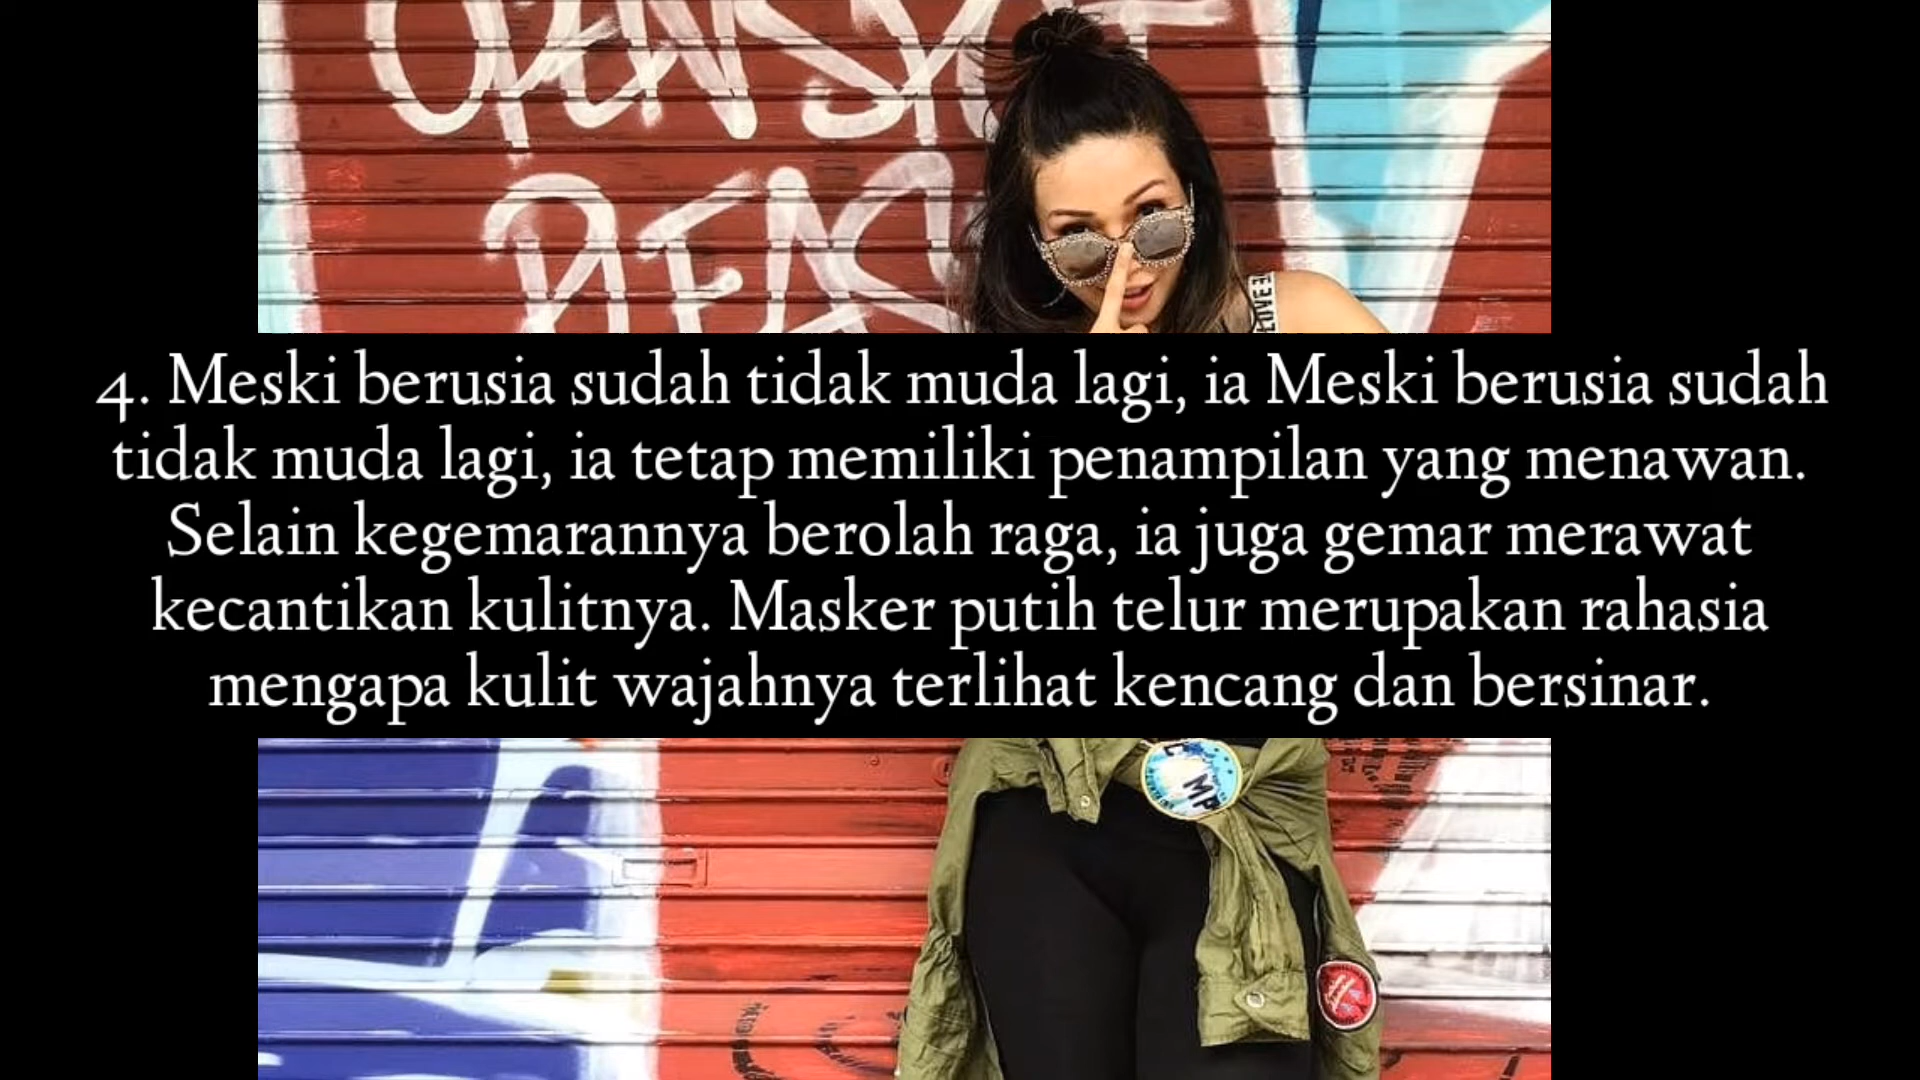 4. Meski berusia sudah tidak muda lagi, ia Meski berusia sudah
tidak muda lagi, ia tetap memiliki penampilan yang menawan.
Selain kegemarannya berolah raga, ia juga gemar merawat
kecantikan kulitnya. Masker putih telur merupakan rahasia
mengapa kulit wajahnya terlihat kencang dan bersinar.